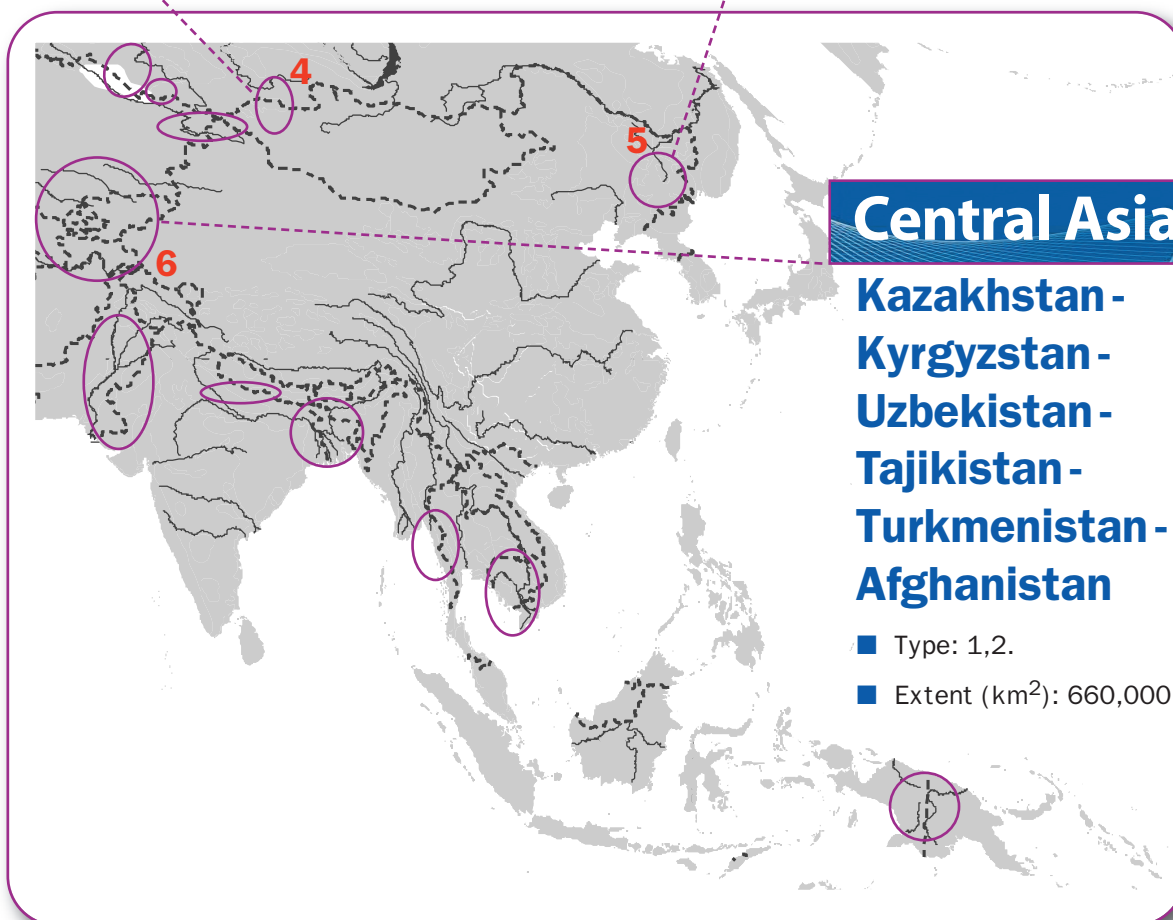 4
5
6
Central Asia
Kazakhstan -
Kyrgyzstan -
Uzbekistan -
Tajikistan -
Turkmenistan -
Afghanistan
■ Type: 1,2.
■ Extent (km²): 660,000